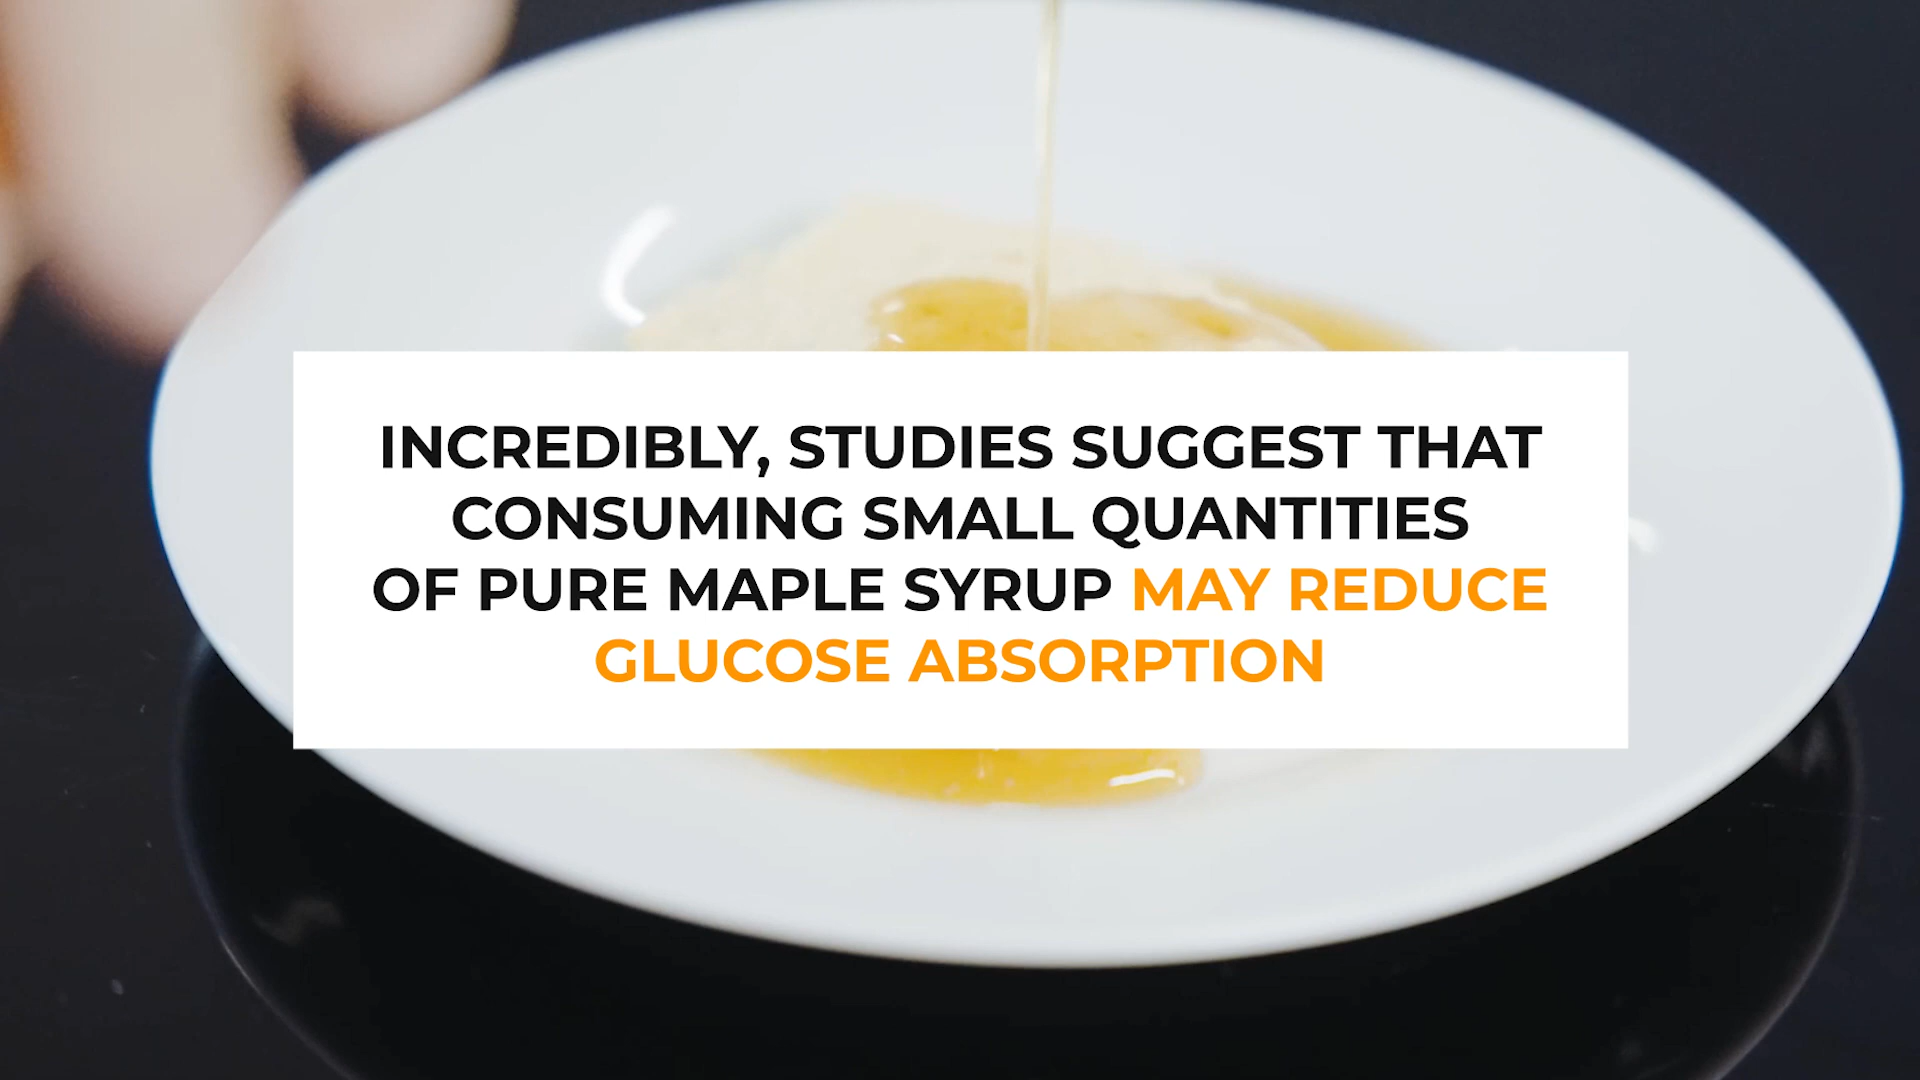 INCREDIBLY, STUDIES SUGGEST THAT
CONSUMING SMALL QUANTITIES
OF PURE MAPLE SYRUP MAY REDUCE
GLUCOSE ABSORPTION